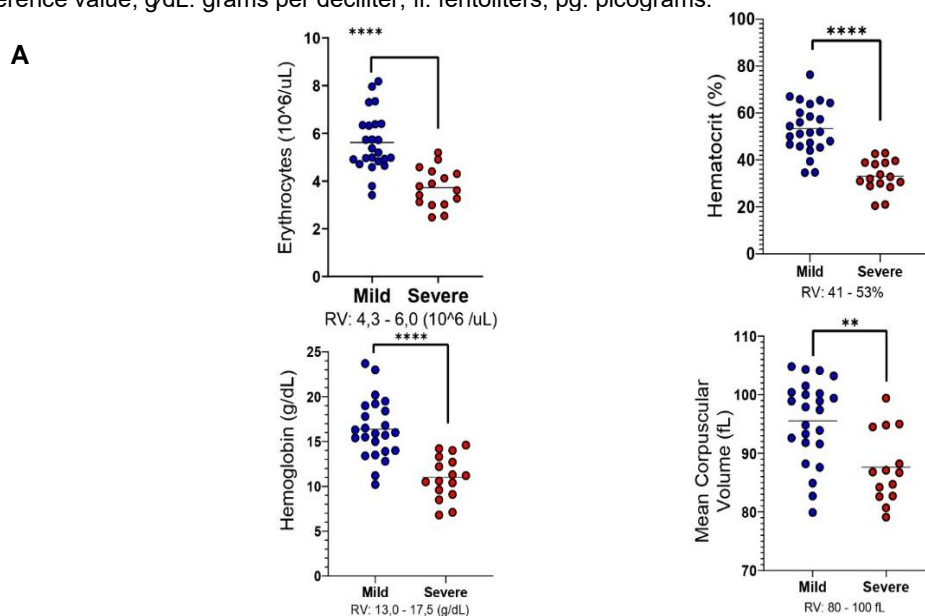 erence value; g/dL: grams per deciliter; fl: fentoliters; pg: picograms.
A
****
Erythrocytes (10^6/uL)
10
8
6
4
2
0
Mild Severe
RV: 4,3 - 6,0 (10^6 /uL)
****
Hematocrit (%)
100
80
60
40
20
0
Mild Severe
RV: 41 - 53%
****
Hemoglobin (g/dL)
25
20
15
10
5
0
Mild Severe
RV: 13,0 - 17,5 (g/dL)
**
Mean Corpuscular
Volume (fL)
110
100
90
80
70
Mild Severe
RV: 80 - 100 fL